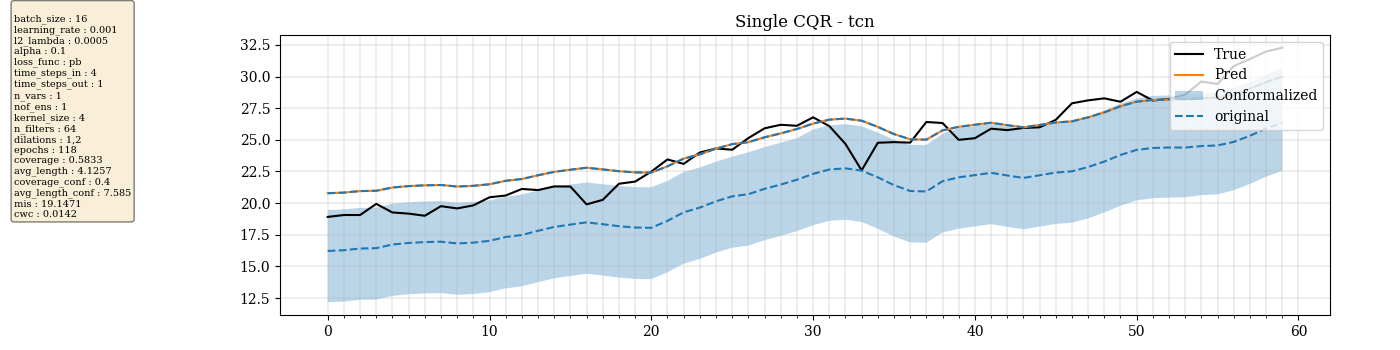 batch_size : 16
learning_rate : 0.001
l2_lambda : 0.0005
alpha : 0.1
loss_func : pb
time_steps_in : 4
time_steps_out : 1
n_vars : 1
nof_ens : 1
kernel_size : 4
n_filters : 64
dilations : 1,2
epochs : 118
coverage : 0.5833
avg_length : 4.1257
coverage_conf : 0.4
avg_length_conf : 7.585
mis : 19.1471
cwc : 0.0142
Single CQR - tcn
32.5
30.0
27.5
25.0
22.5
20.0
17.5
15.0
12.5
0 10 20 30 40 50 60
True
Pred
Conformalized
original